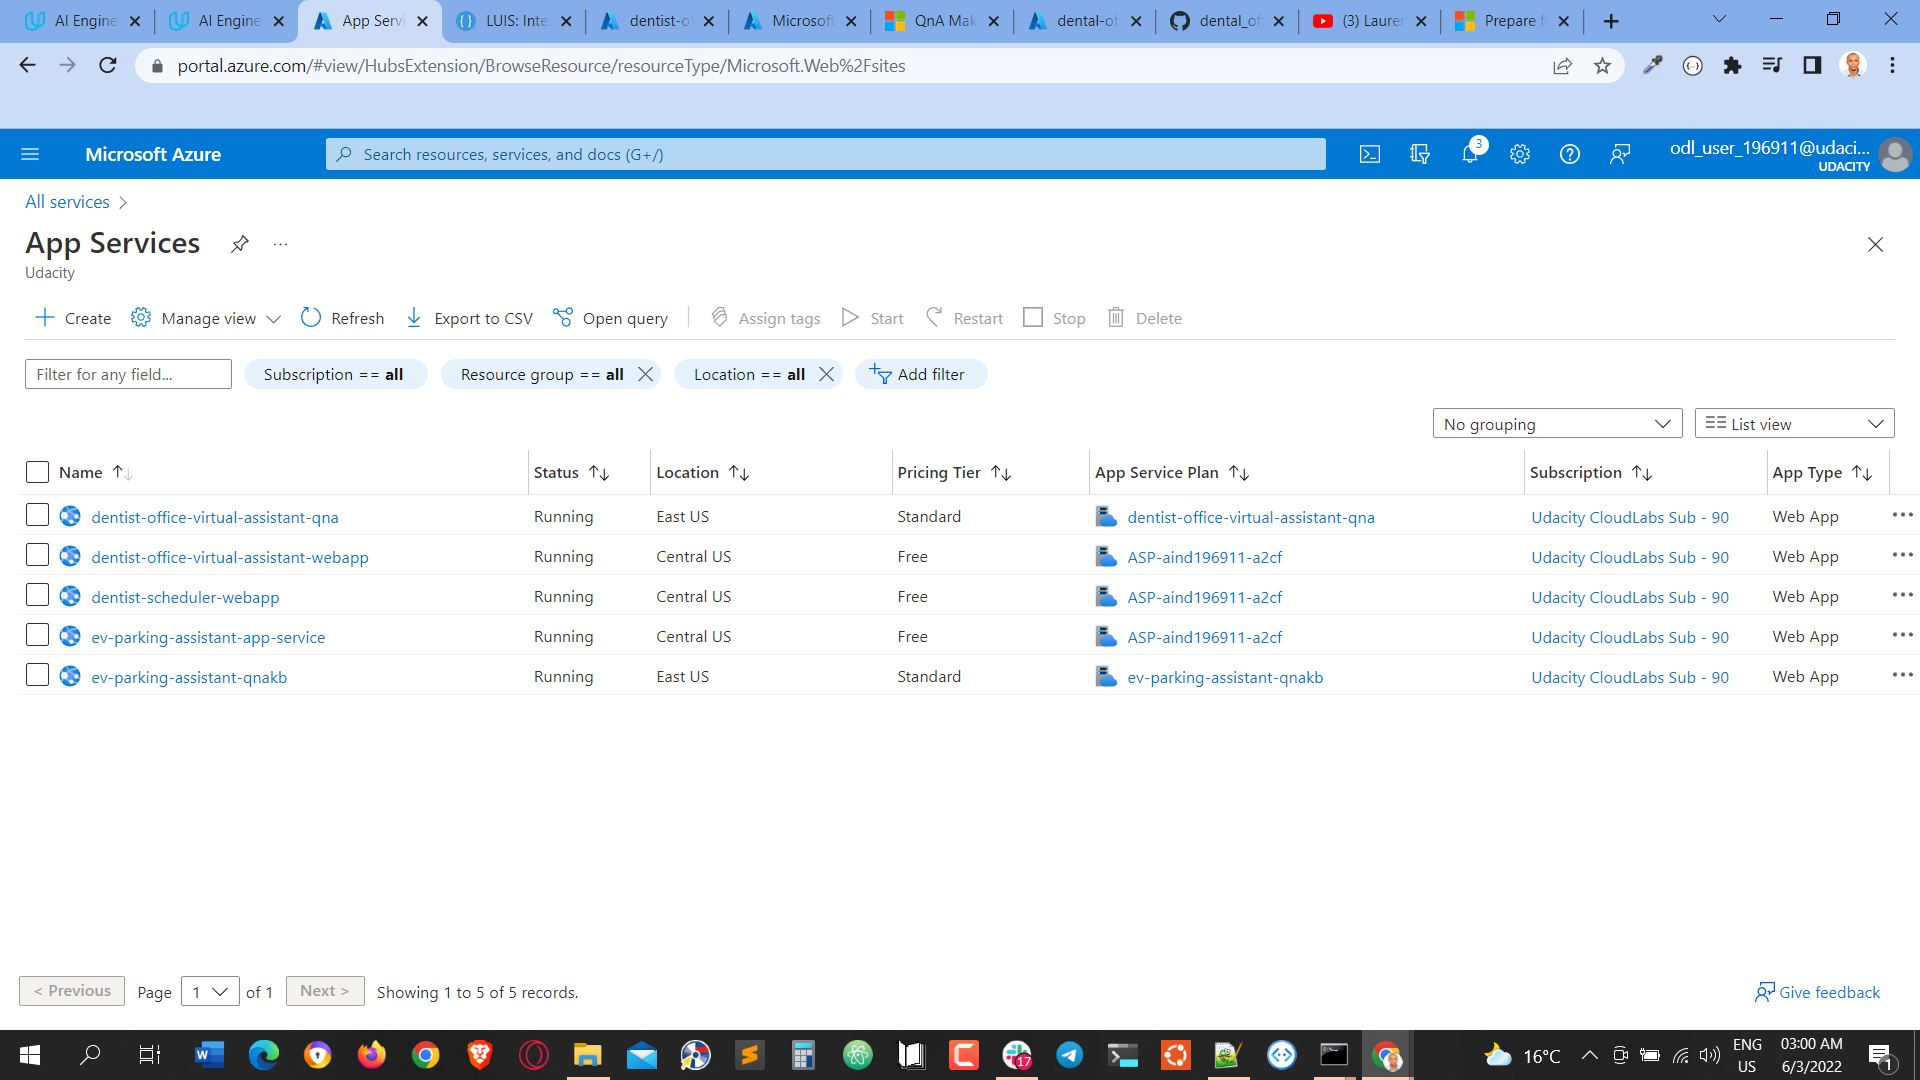 AI Engine
AI Engine
App Servi
LUIS: Inte
dentist-o
Microsoft
QnA Mak
dental-of
dental_of
(3) Lauren
Prepare f
portal.azure.com/#view/HubsExtension/BrowseResource/resourceType/Microsoft.Web%2Fsites
Microsoft Azure
Search resources, services, and docs (G+/)
3
odl_user_196911@udaci...
UDACITY
All services
App Services
Udacity
Create
Manage view
Refresh
Export to CSV
Open query
Assign tags
Start
Restart
Stop
Delete
Filter for any field...
Subscription == all
Resource group == all
Location == all
Add filter
No grouping
List view
Name Status Location Pricing Tier App Service Plan Subscription App Type
dentist-office-virtual-assistant-qna Running East US Standard dentist-office-virtual-assistant-qna Udacity CloudLabs Sub - 90 Web App
dentist-office-virtual-assistant-webapp Running Central US Free ASP-aind196911-a2cf Udacity CloudLabs Sub - 90 Web App
dentist-scheduler-webapp Running Central US Free ASP-aind196911-a2cf Udacity CloudLabs Sub - 90 Web App
ev-parking-assistant-app-service Running Central US Free ASP-aind196911-a2cf Udacity CloudLabs Sub - 90 Web App
ev-parking-assistant-qnakb Running East US Standard ev-parking-assistant-qnakb Udacity CloudLabs Sub - 90 Web App
< Previous
Page 1 of 1
Next >
Showing 1 to 5 of 5 records.
Give feedback
17
16°C
ENG
US
03:00 AM
6/3/2022
1